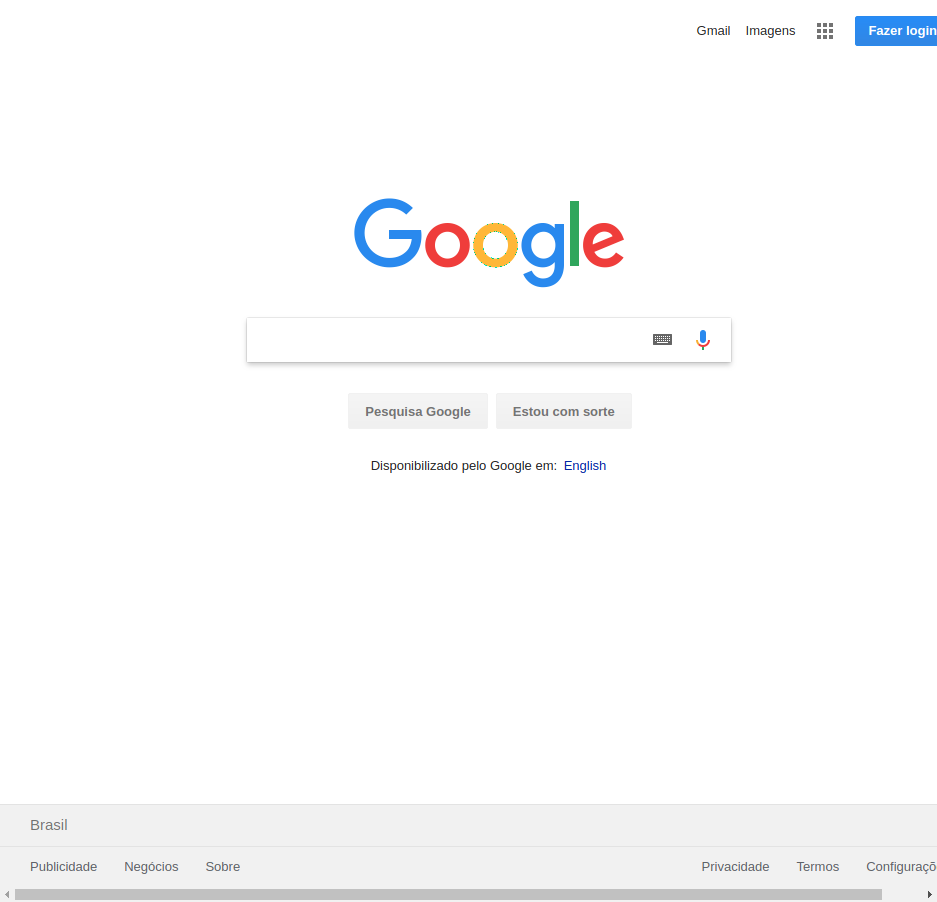 Gmail Imagens Fazer login
Google
Pesquisa Google Estou com sorte
Disponibilizado pelo Google em: English
Brasil
Publicidade Negócios Sobre Privacidade Termos Configuraçõ